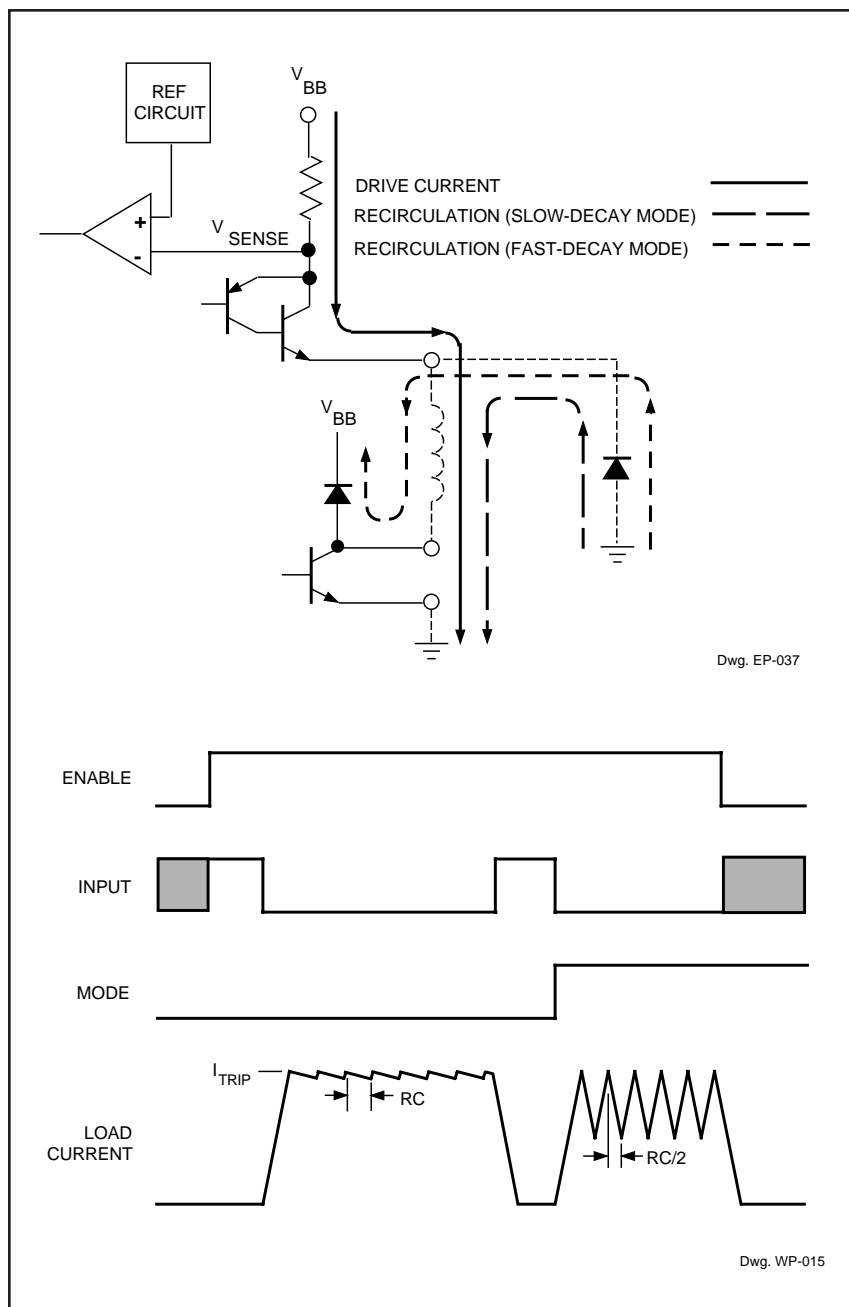 REF
CIRCUIT
V
BB
DRIVE CURRENT
RECIRCULATION (SLOW-DECAY MODE)
RECIRCULATION (FAST-DECAY MODE)
+
-
V
SENSE
V
BB
Dwg. EP-037
ENABLE
INPUT
MODE
I
TRIP
RC
LOAD
CURRENT
RC/2
Dwg. WP-015